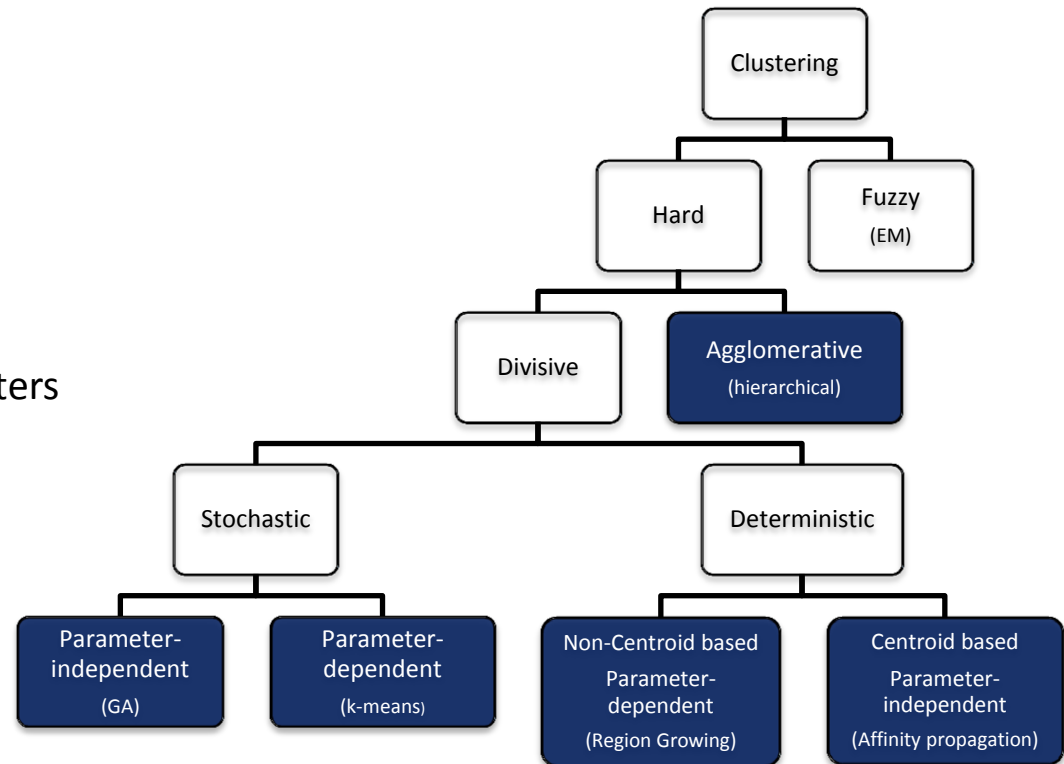 Clustering
Hard
Fuzzy
(EM)
Divisive
Agglomerative
(hierarchical)
ters
Stochastic
Deterministic
Parameter-
independent
(GA)
Parameter-
dependent
(k-means)
Non-Centroid based
Parameter-
dependent
(Region Growing)
Centroid based
Parameter-
independent
(Affinity propagation)